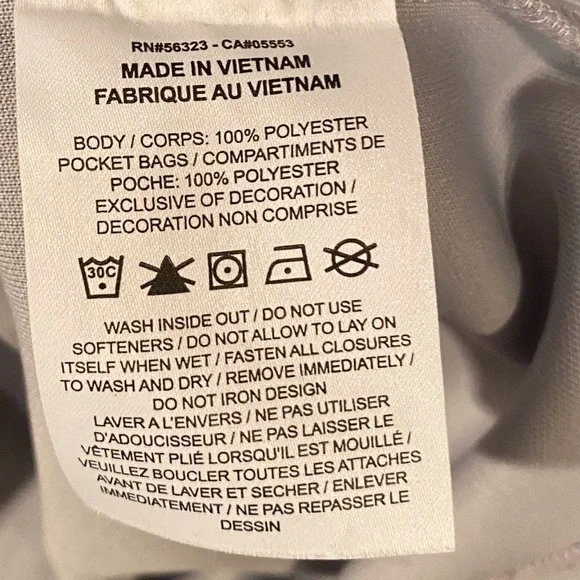 RN#56323 - CA#05553
MADE IN VIETNAM
FABRIQUE AU VIETNAM
BODY / CORPS: 100% POLYESTER
POCKET BAGS / COMPARTIMENTS DE
POCHE: 100% POLYESTER
EXCLUSIVE OF DECORATION /
DECORATION NON COMPRISE
30C
WASH INSIDE OUT / DO NOT USE
SOFTENERS / DO NOT ALLOW TO LAY ON
ITSELF WHEN WET / FASTEN ALL CLOSURES
TO WASH AND DRY / REMOVE IMMEDIATELY /
DO NOT IRON DESIGN
LAVER A L'ENVERS / NE PAS UTILISER
D'ADOUCISSEUR / NE PAS LAISSER LE
VÊTEMENT PLIÉ LORSQU'IL EST MOUILLÉ /
VEUILLEZ BOUCLER TOUTES LES ATTACHES
AVANT DE LAVER ET SECHER / ENLEVER
IMMEDIATEMENT / NE PAS REPASSER LE
DESSIN